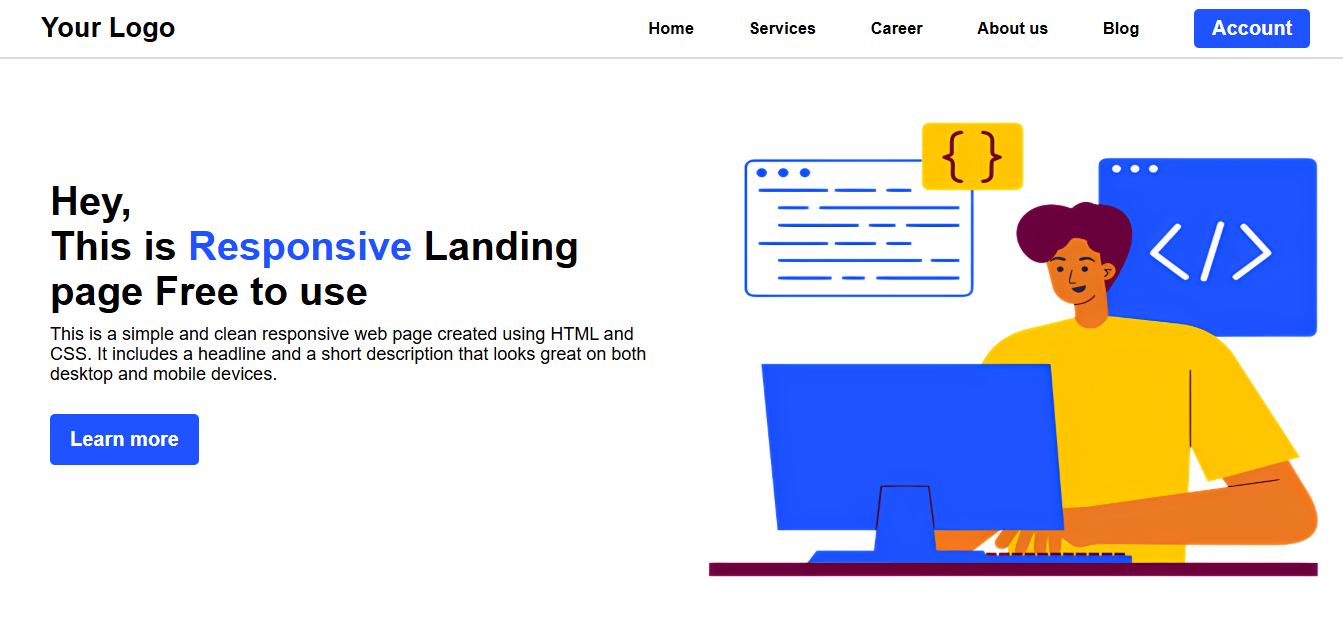 Your Logo
Home Services Career About us Blog Account
{ }
</>
Hey,
This is Responsive Landing
page Free to use
This is a simple and clean responsive web page created using HTML and
CSS. It includes a headline and a short description that looks great on both
desktop and mobile devices.
Learn more